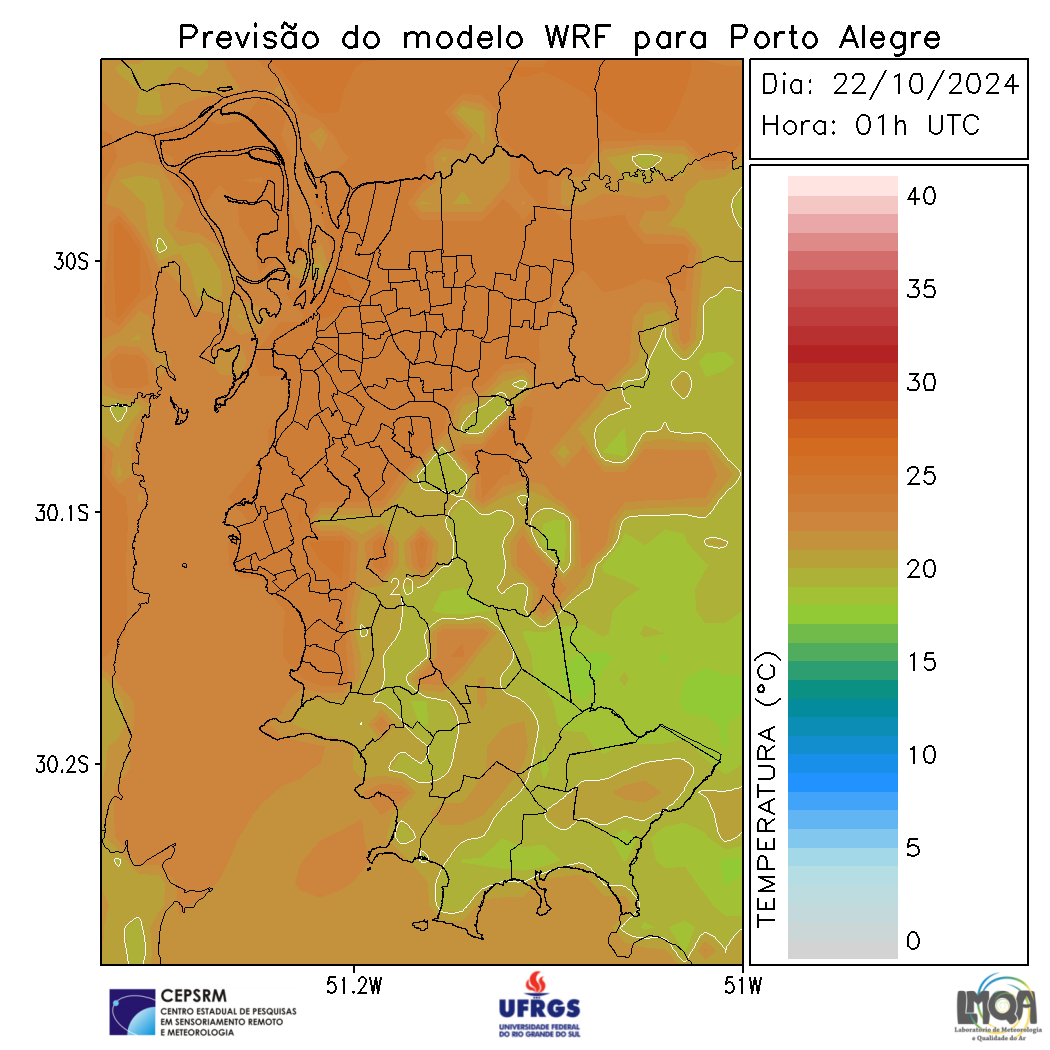 Previsão do modelo WRF para Porto Alegre
Dia: 22/10/2024
Hora: 01h UTC
40
35
30
25
20
15
10
5
0
TEMPERATURA (°C)
30S
30.1S
30.2S
20
51.2W
51W
CEPSRM
CENTRO ESTADUAL DE PESQUISAS
EM SENSORIAMENTO REMOTO
E METEOROLOGIA
UFRGS
UNIVERSIDADE FEDERAL
DO RIO GRANDE DO SUL
LMQA
Laboratório de Meteorologia
e Qualidade do Ar